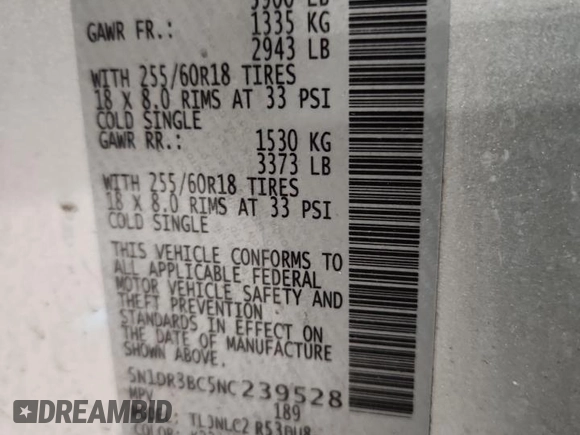 GAWR FR.: 1335 KG
2943 LB
WITH 255/60R18 TIRES
18 X 8.0 RIMS AT 33 PSI
COLD SINGLE
GAWR RR.: 1530 KG
3373 LB
WITH 255/60R18 TIRES
18 X 8.0 RIMS AT 33 PSI
COLD SINGLE
THIS VEHICLE CONFORMS TO
ALL APPLICABLE FEDERAL
MOTOR VEHICLE SAFETY AND
THEFT PREVENTION
STANDARDS IN EFFECT ON
THE DATE OF MANUFACTURE
SHOWN ABOVE.
5N1DR3BC5NC239528
MPV 189
DREAMBID